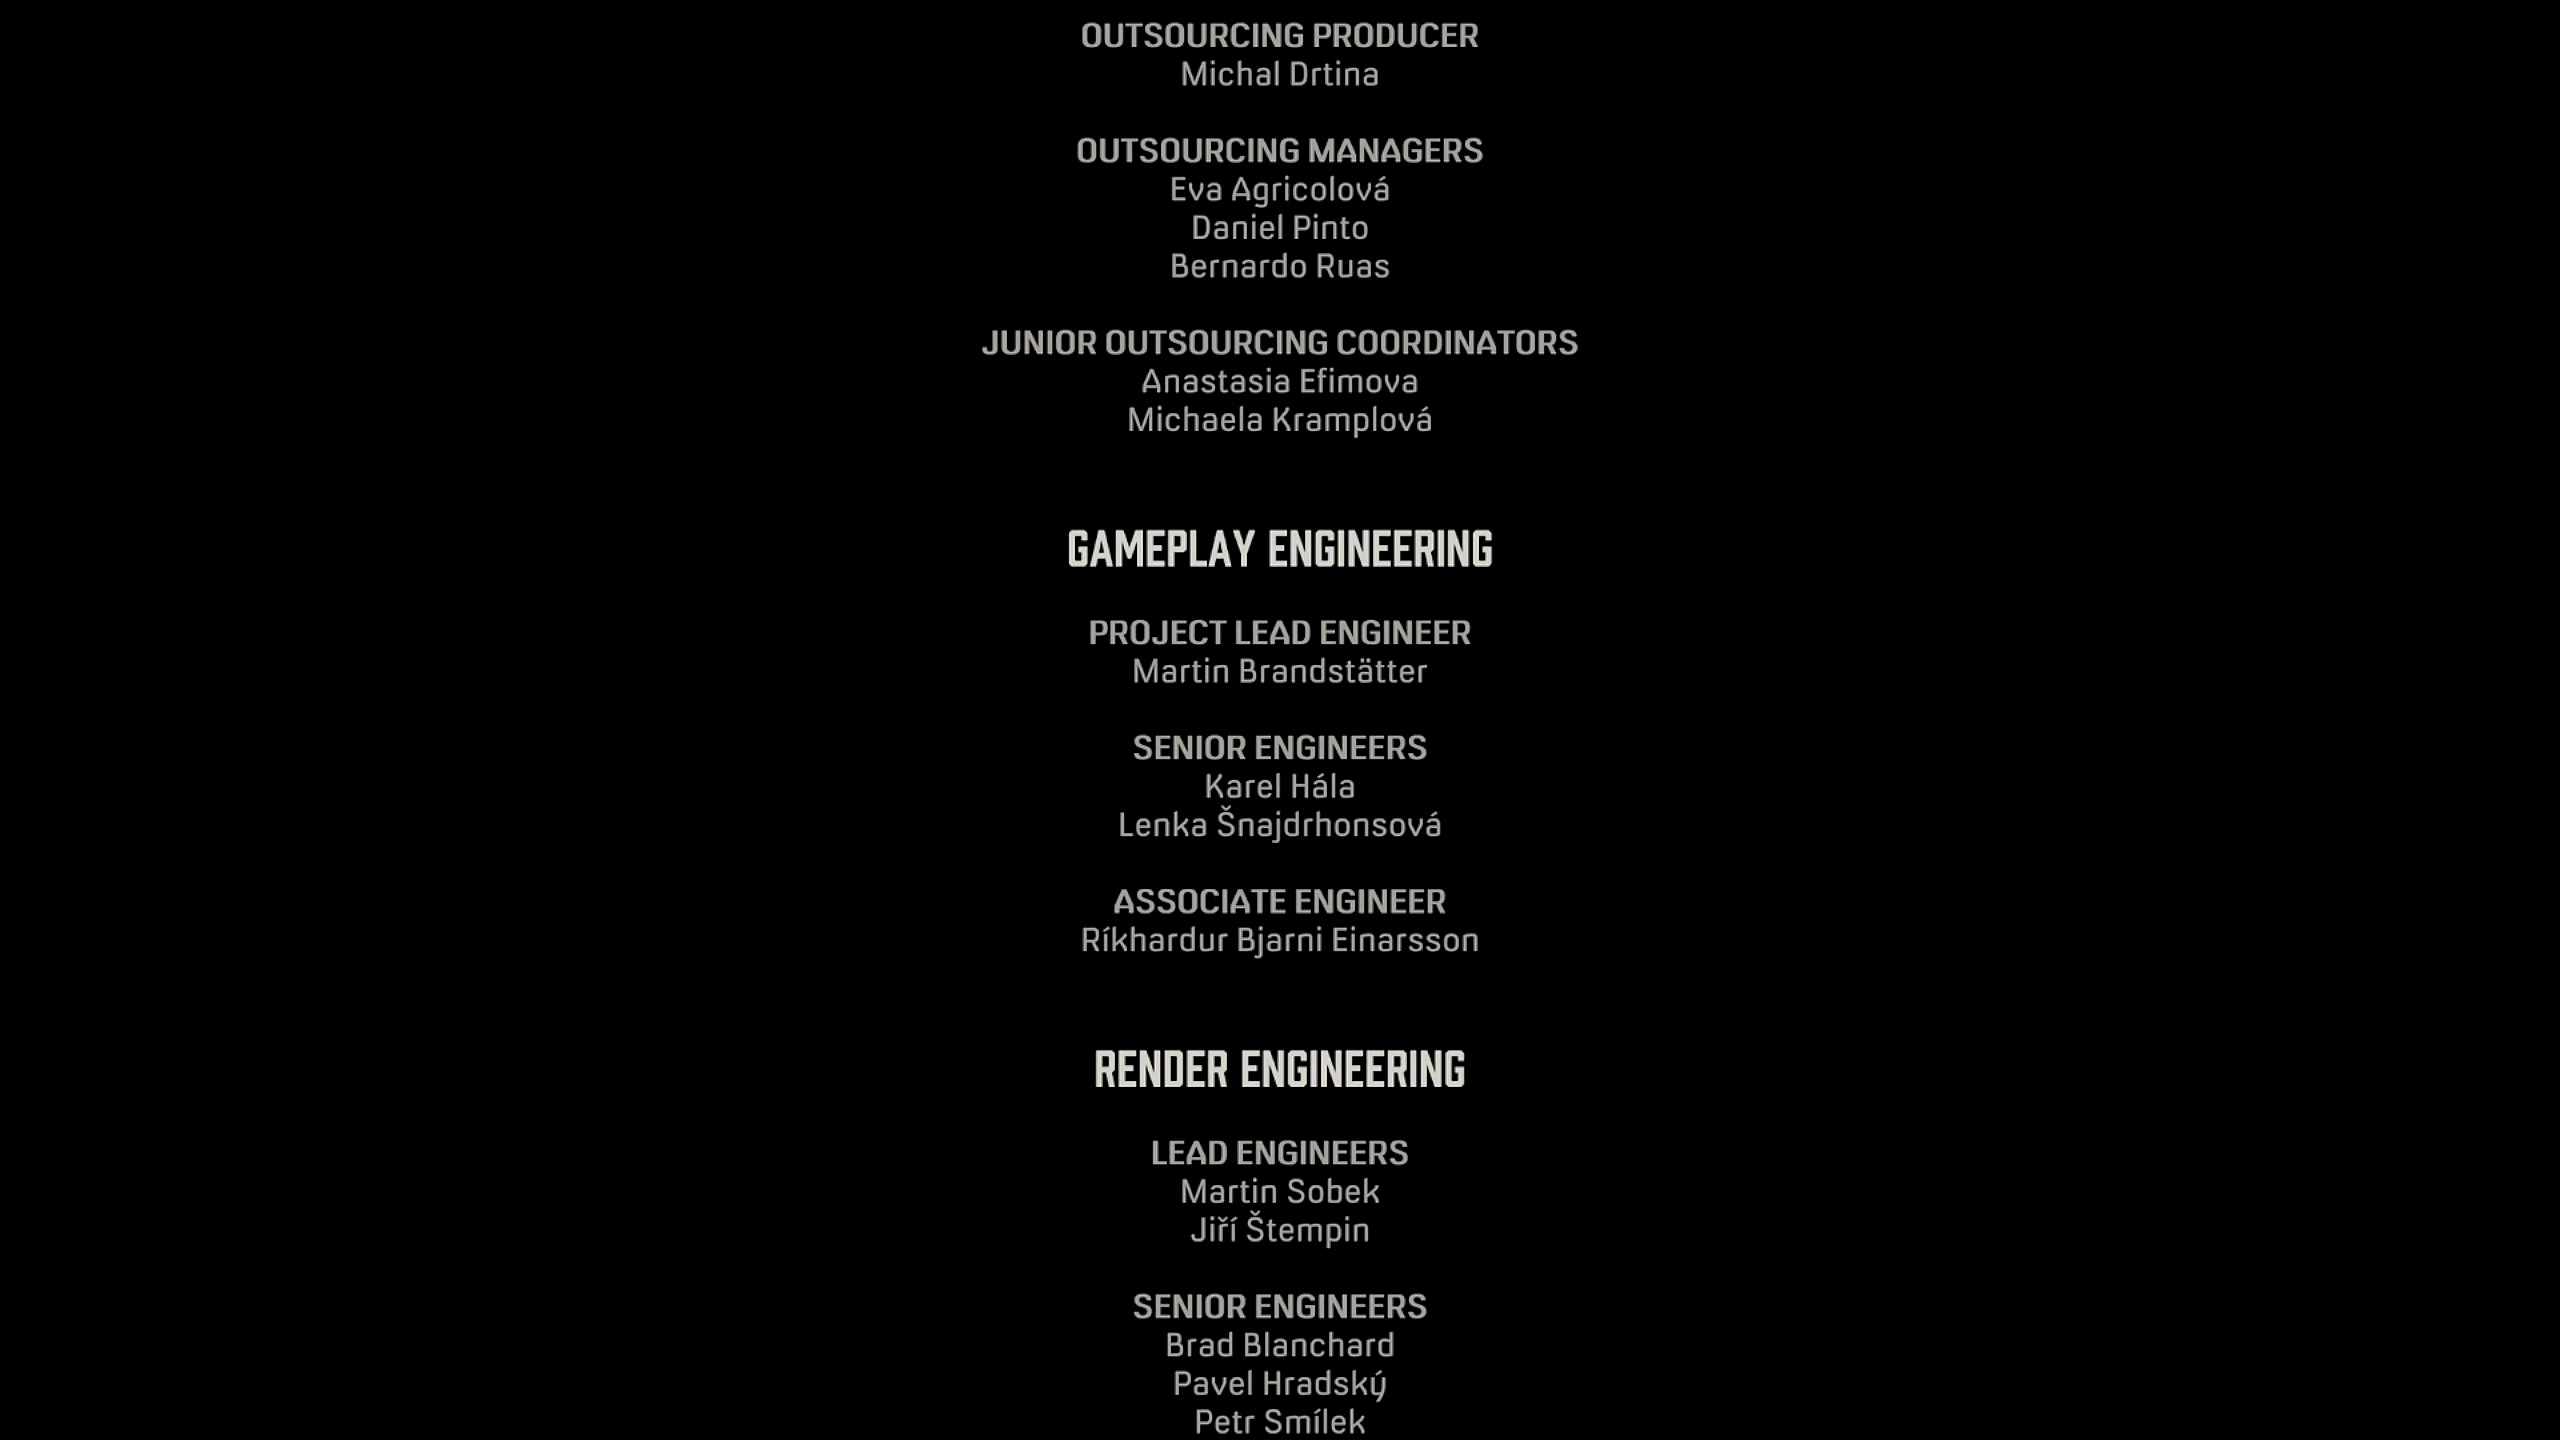 OUTSOURCING PRODUCER
Michal Drtina
OUTSOURCING MANAGERS
Eva Agricolová
Daniel Pinto
Bernardo Ruas
JUNIOR OUTSOURCING COORDINATORS
Anastasia Efimova
Michaela Kramplová
GAMEPLAY ENGINEERING
PROJECT LEAD ENGINEER
Martin Brandstätter
SENIOR ENGINEERS
Karel Hála
Lenka Šnajdrhonsová
ASSOCIATE ENGINEER
Ríkhardur Bjarni Einarsson
RENDER ENGINEERING
LEAD ENGINEERS
Martin Sobek
Jiří Štempin
SENIOR ENGINEERS
Brad Blanchard
Pavel Hradský
Petr Smílek